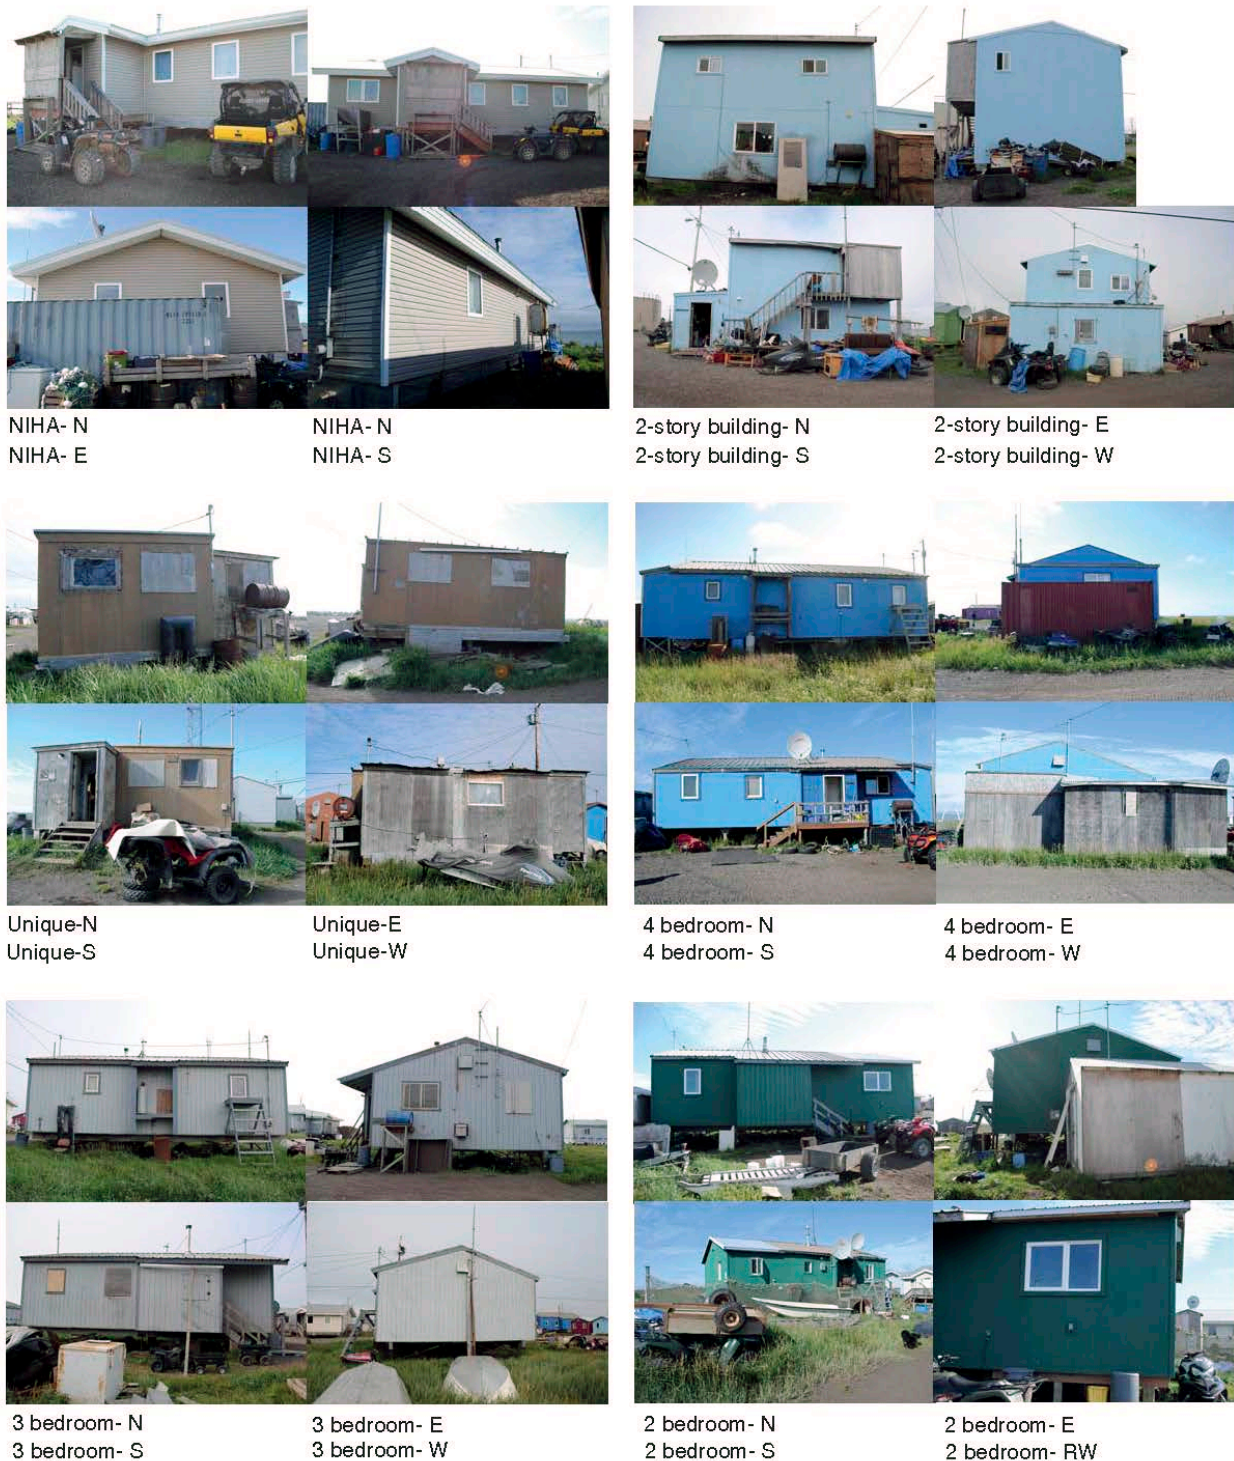 NIHA- N
NIHA- E
NIHA- N
NIHA- S
2-story building- N
2-story building- S
2-story building- E
2-story building- W
Unique-N
Unique-S
Unique-E
Unique-W
4 bedroom- N
4 bedroom- S
4 bedroom- E
4 bedroom- W
3 bedroom- N
3 bedroom- S
3 bedroom- E
3 bedroom- W
2 bedroom- N
2 bedroom- S
2 bedroom- E
2 bedroom- RW